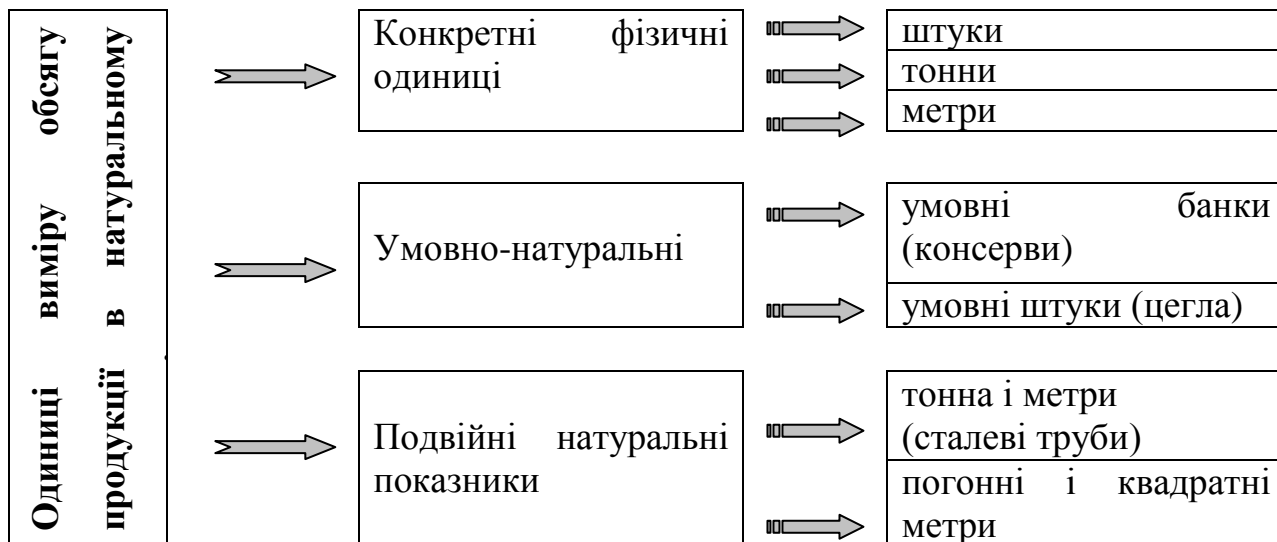 Одиниці виміру обсягу
продукції в натуральному
Конкретні фізичні
одиниці
штуки
тонни
метри
Умовно-натуральні
умовні банки
(консерви)
умовні штуки (цегла)
Подвійні натуральні
показники
тонна і метри
(сталеві труби)
погонні і квадратні
метри